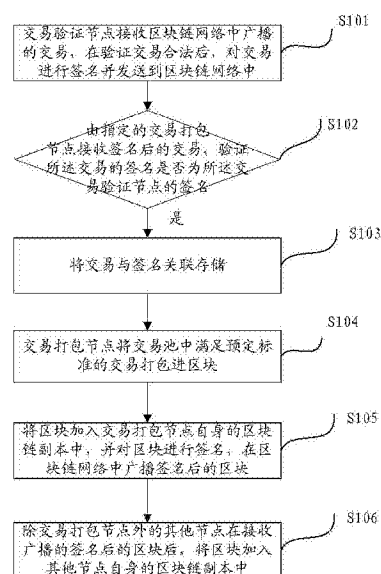 S101
交易验证节点接收区块链网络中广播
的交易，在验证交易合法后，对交易
进行签名并发送到区块链网络中
S102
由指定的交易打包
节点接收签名后的交易，验证
所述交易的签名是否为所述交
易验证节点的签名
是
S103
将交易与签名关联存储
S104
交易打包节点将交易池中满足预定标
准的交易打包进区块
S105
将区块加入交易打包节点自身的区块
链副本中，并对区块进行签名，在区
块链网络中广播签名后的区块
S106
除交易打包节点外的其他节点在接收
广播的签名后的区块后，将区块加入
其他节点自身的区块链副本中